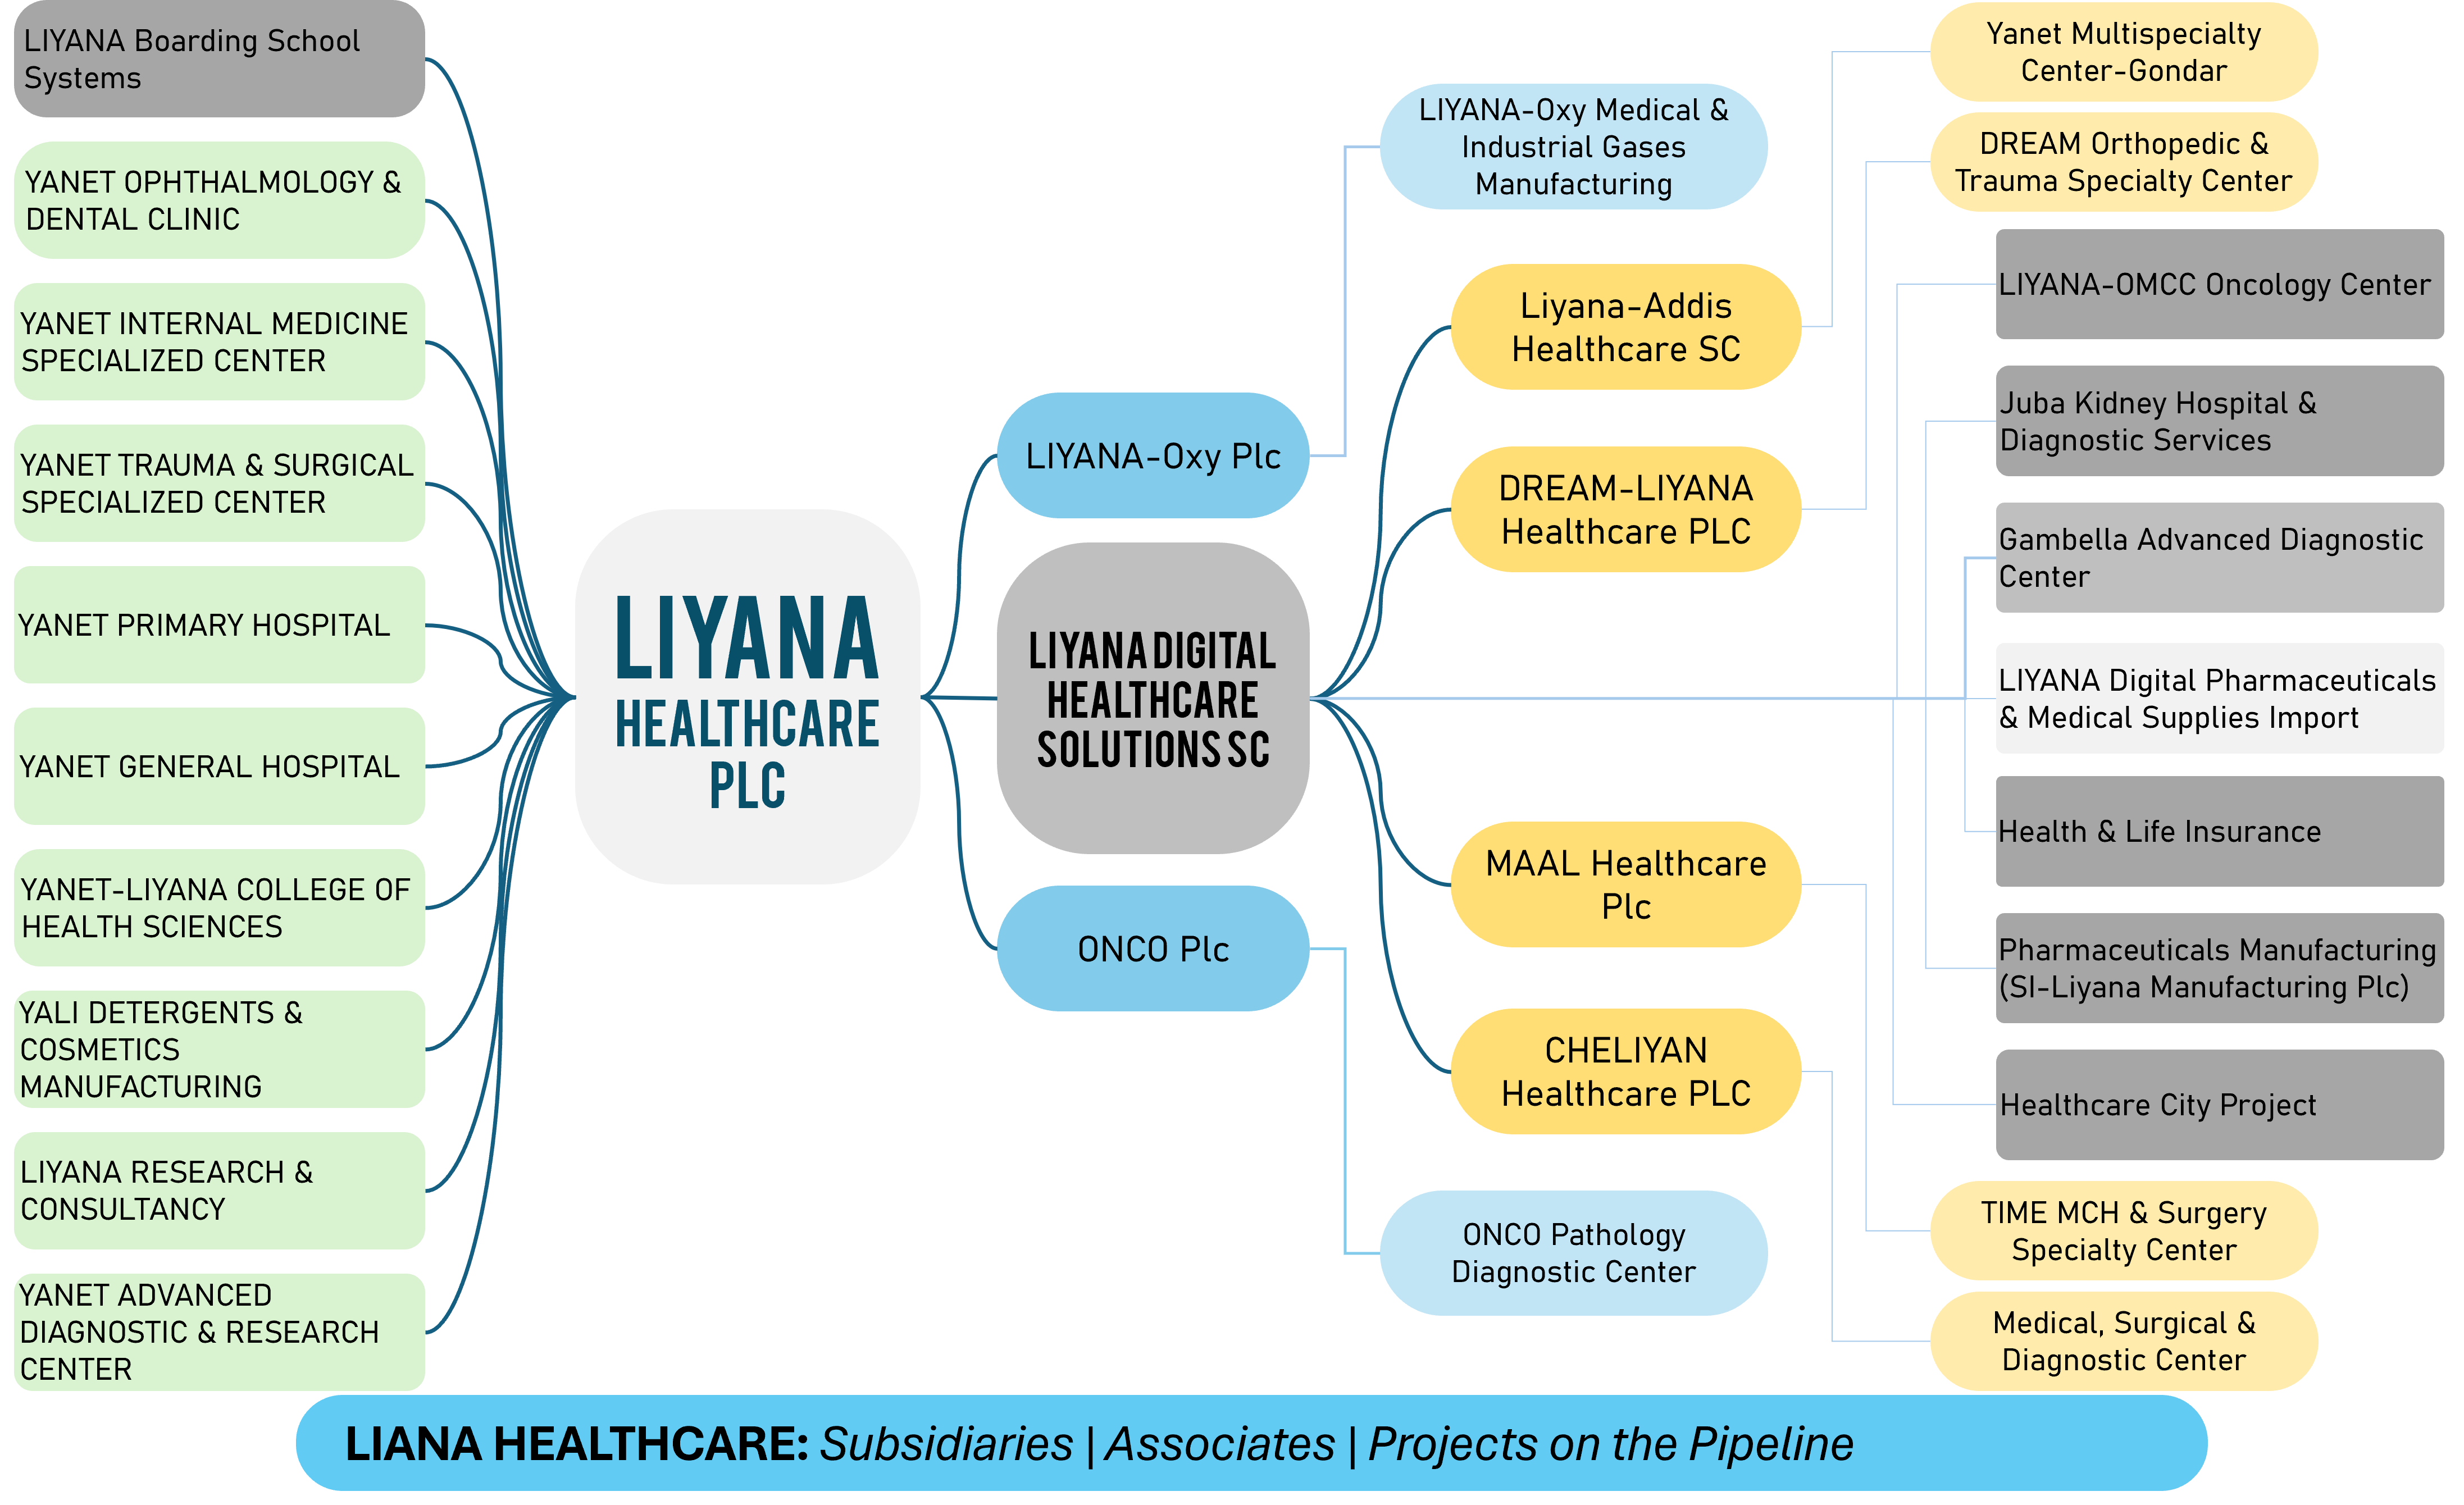 LIYANA Boarding School
Systems
YANET OPHTHALMOLOGY &
DENTAL CLINIC
YANET INTERNAL MEDICINE
SPECIALIZED CENTER
YANET TRAUMA & SURGICAL
SPECIALIZED CENTER
YANET PRIMARY HOSPITAL
YANET GENERAL HOSPITAL
YANET-LIYANA COLLEGE OF
HEALTH SCIENCES
YALI DETERGENTS &
COSMETICS
MANUFACTURING
LIYANA RESEARCH &
CONSULTANCY
YANET ADVANCED
DIAGNOSTIC & RESEARCH
CENTER
LIYANA
HEALTHCARE
PLC
LIYANA-Oxy Plc
LIYANA DIGITAL
HEALTHCARE
SOLUTIONS SC
ONCO Plc
LIYANA-Oxy Medical &
Industrial Gases
Manufacturing
Liyana-Addis
Healthcare SC
DREAM-LIYANA
Healthcare PLC
MAAL Healthcare
Plc
CHELIYAN
Healthcare PLC
ONCO Pathology
Diagnostic Center
Yanet Multispecialty
Center-Gondar
DREAM Orthopedic &
Trauma Specialty Center
LIYANA-OMCC Oncology Center
Juba Kidney Hospital &
Diagnostic Services
Gambella Advanced Diagnostic
Center
LIYANA Digital Pharmaceuticals
& Medical Supplies Import
Health & Life Insurance
Pharmaceuticals Manufacturing
(SI-Liyana Manufacturing Plc)
Healthcare City Project
TIME MCH & Surgery
Specialty Center
Medical, Surgical &
Diagnostic Center
LIANA HEALTHCARE: Subsidiaries | Associates | Projects on the Pipeline